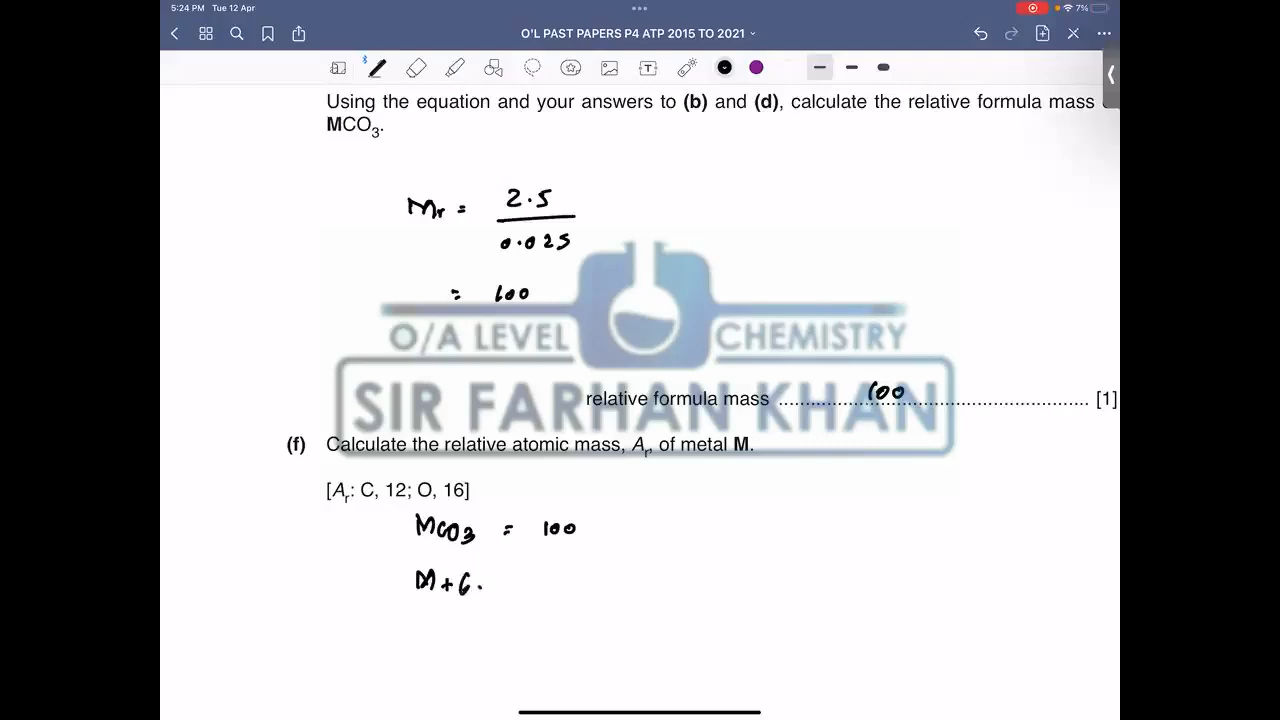 5:24 PM Tue 12 Apr
7%
O'L PAST PAPERS P4 ATP 2015 TO 2021
Using the equation and your answers to (b) and (d), calculate the relative formula mass
MCO3.
Mr = 2.5
0.025
= 100
O/A LEVEL CHEMISTRY
SIR FARHAN KHAN
relative formula mass 100 [1]
(f) Calculate the relative atomic mass, Ar, of metal M.
[Ar: C, 12; O, 16]
MCO3 = 100
M + 6.